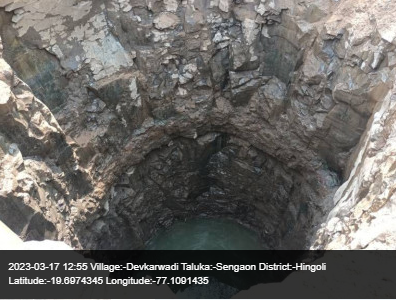 2023-03-17 12:55 Village:-Devkarwadi Taluka:-Sengaon District:-Hingoli
Latitude:-19.6974345 Longitude:-77.1091435